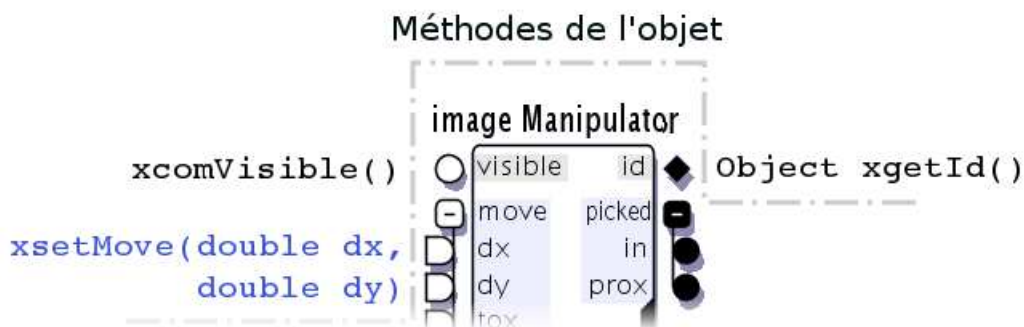 Méthodes de l'objet
image Manipulator
xcomVisible() visible id Object xgetId()
move picked
xsetMove(double dx, dx in
double dy) dy prox
tox